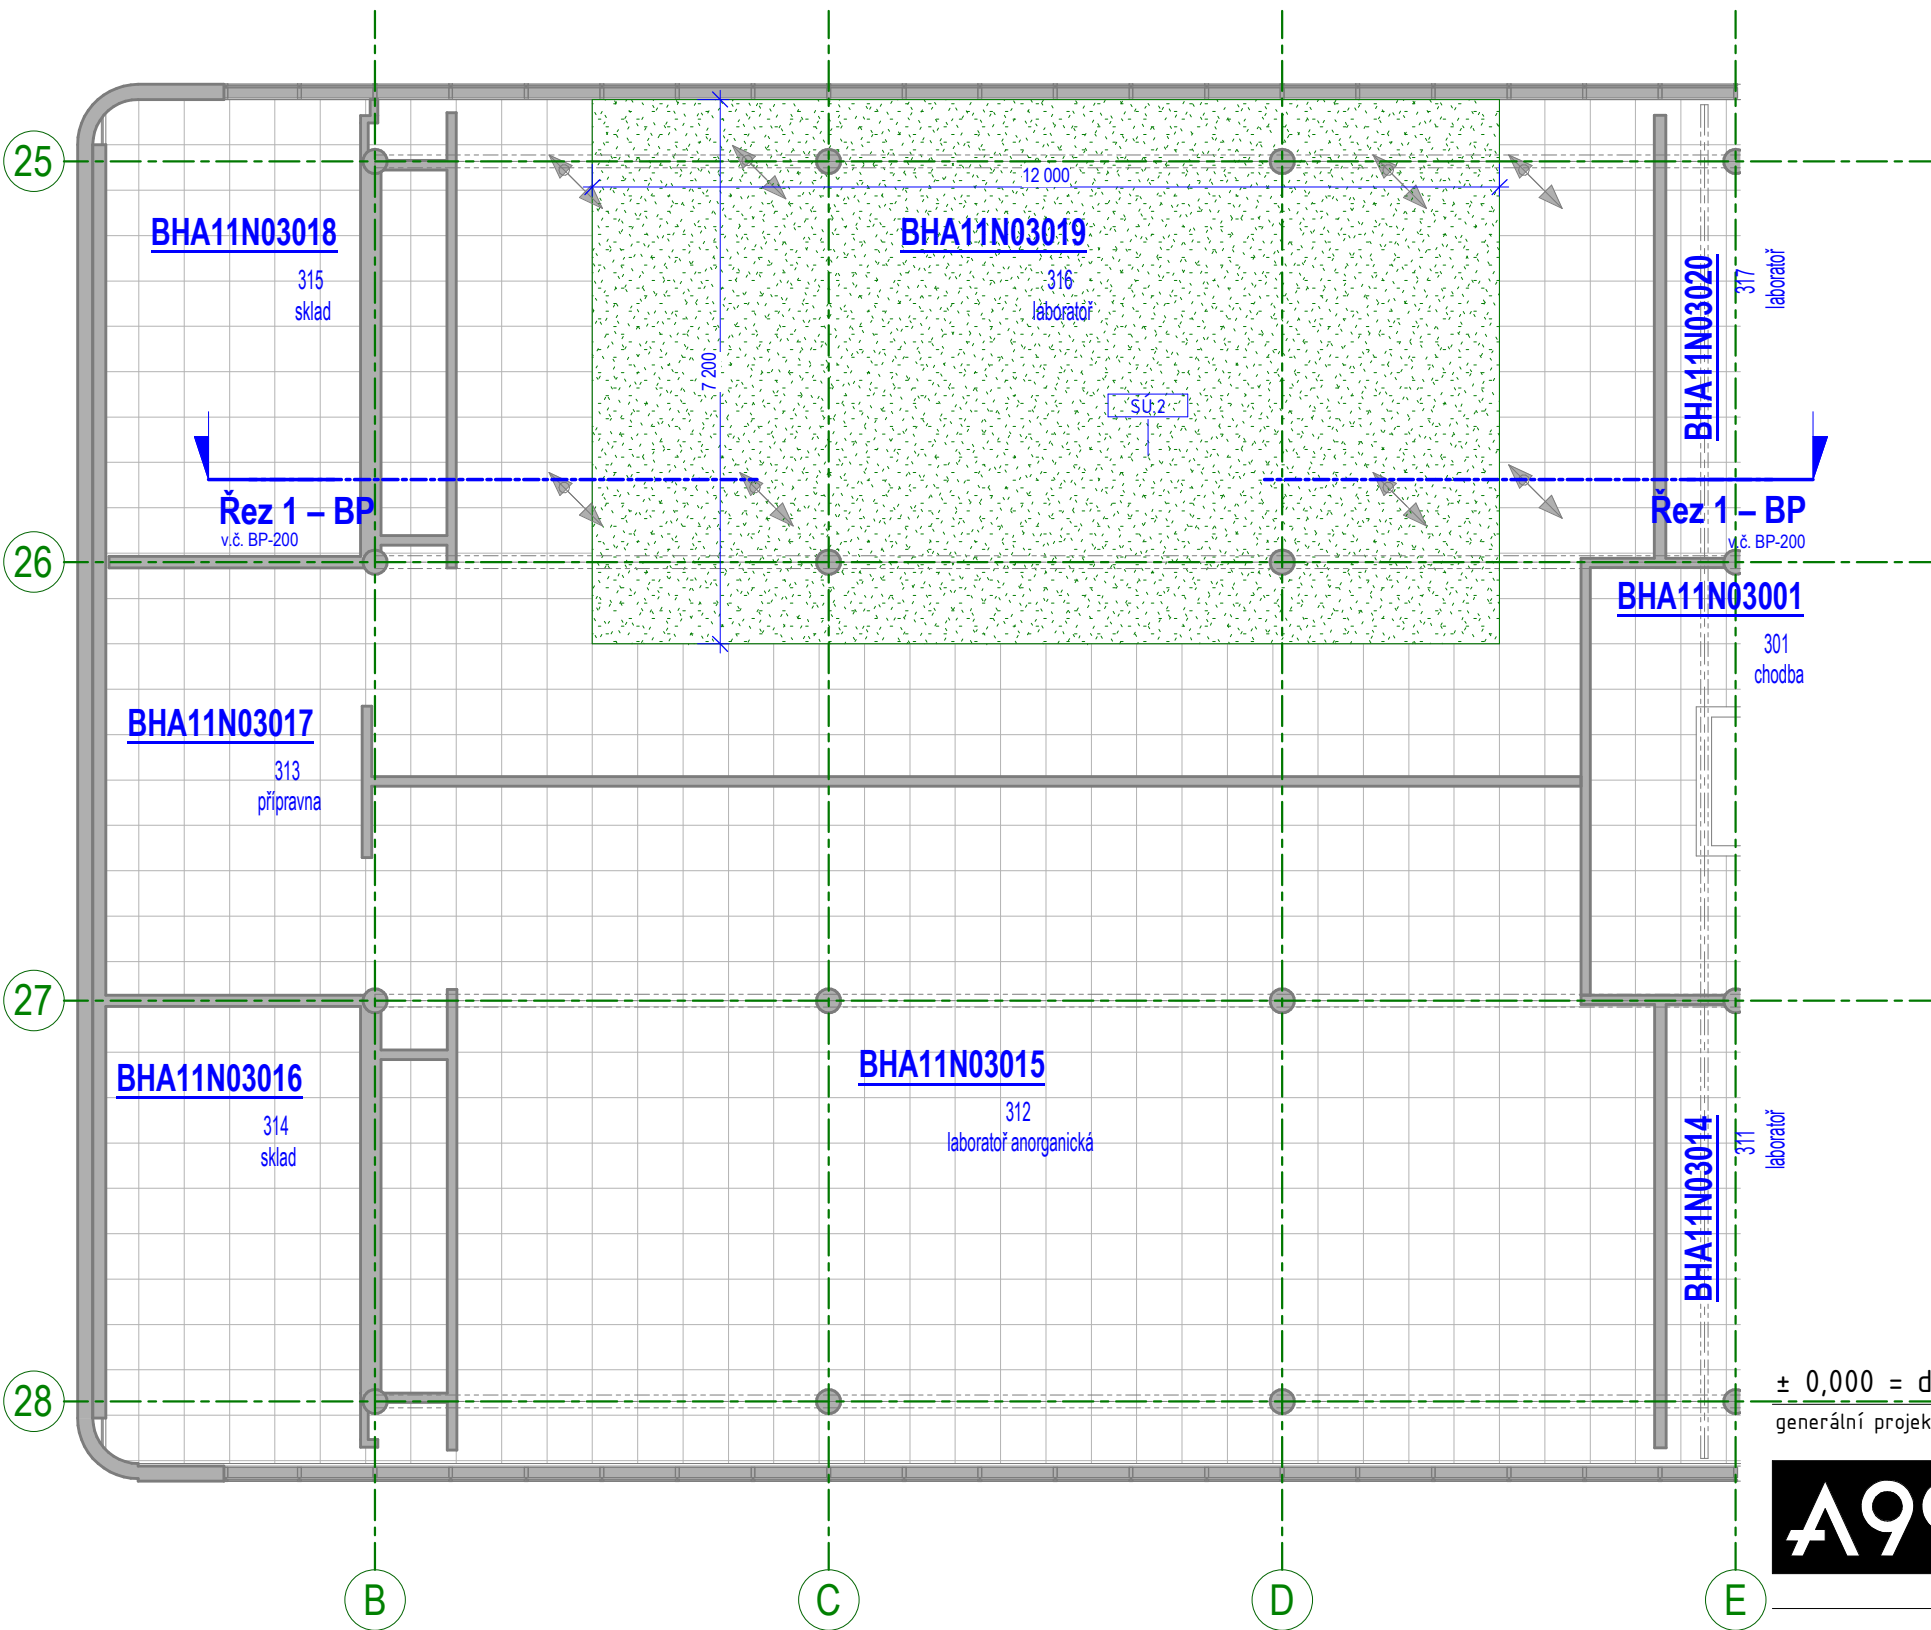 25
12 000
BHA11N03018
315
sklad
BHA11N03019
316
laboratoř
BHA11N03020
317
laboratoř
7 200
SÚ 2
Řez 1 – BP
v.č. BP-200
Řez 1 – BP
v.č. BP-200
26
BHA11N03001
301
chodba
BHA11N03017
313
přípravna
27
BHA11N03016
314
sklad
BHA11N03015
312
laboratoř anorganická
BHA11N03014
311
laboratoř
28
± 0,000 = d
generální projek
A99
B
C
D
E